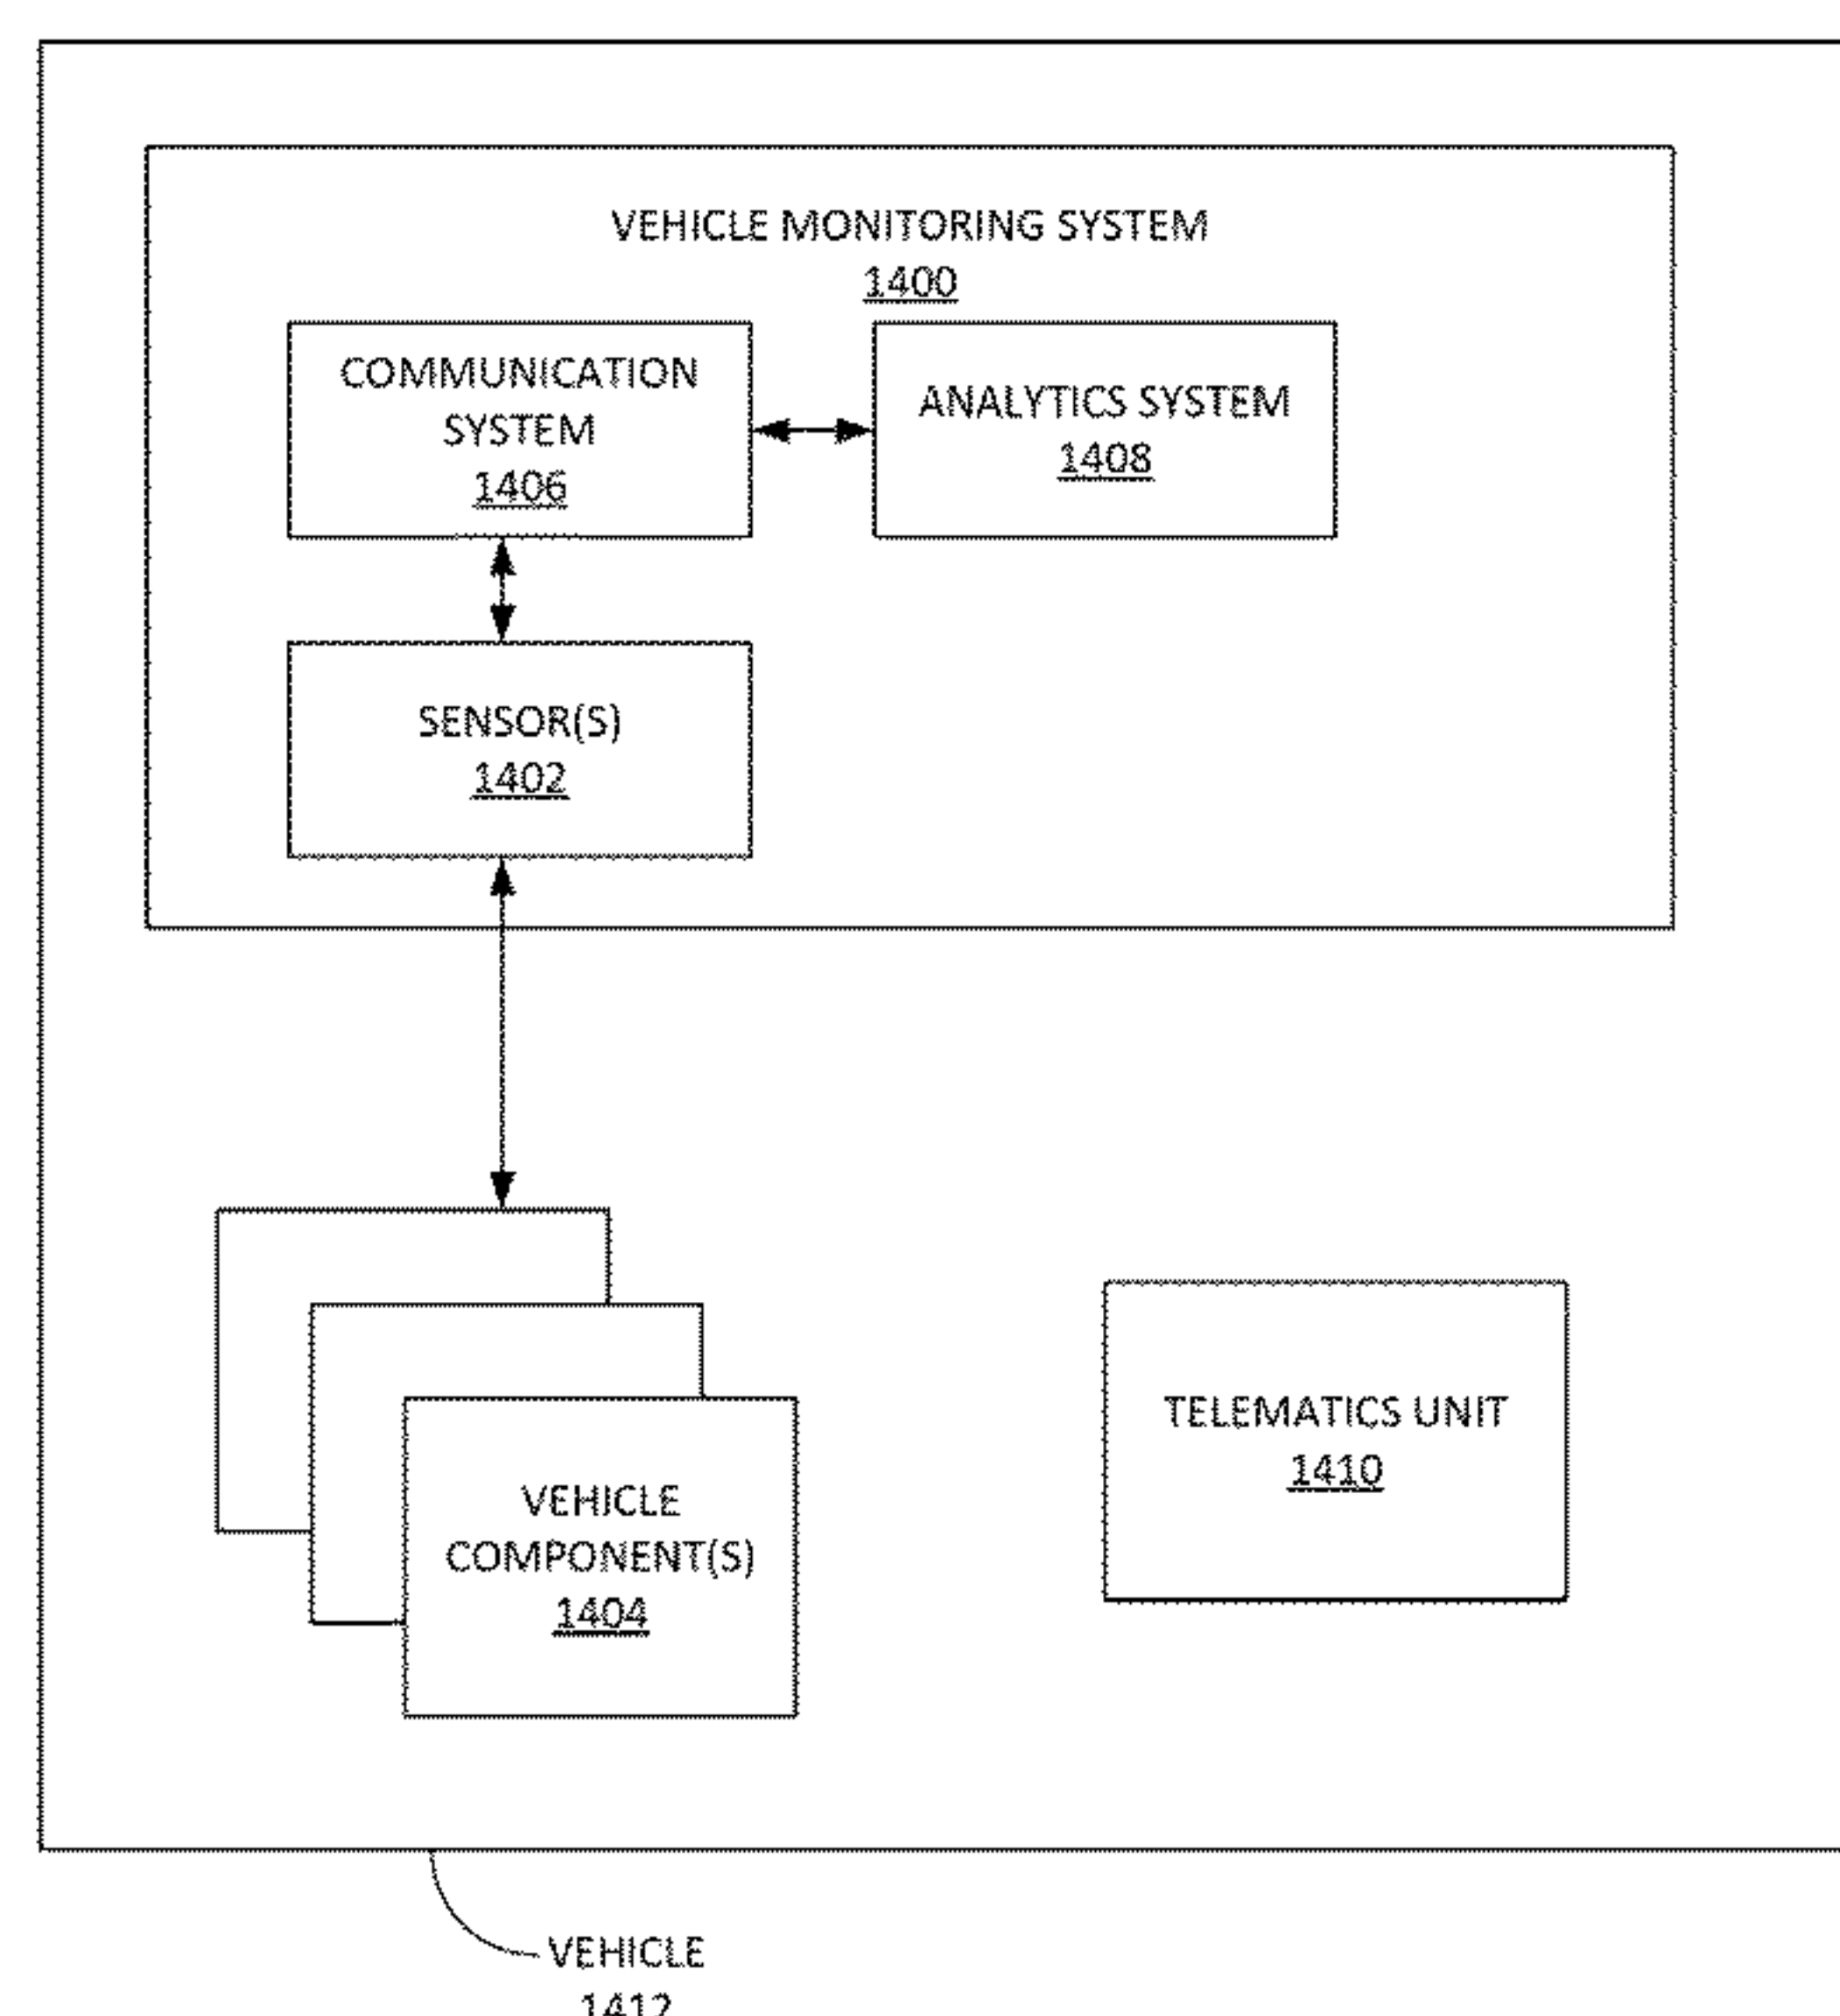 VEHICLE MONITORING SYSTEM
1400
COMMUNICATION
SYSTEM
1406
ANALYTICS SYSTEM
1408
SENSOR(S)
1402
VEHICLE
COMPONENT(S)
1404
TELEMATICS UNIT
1410
VEHICLE
1412